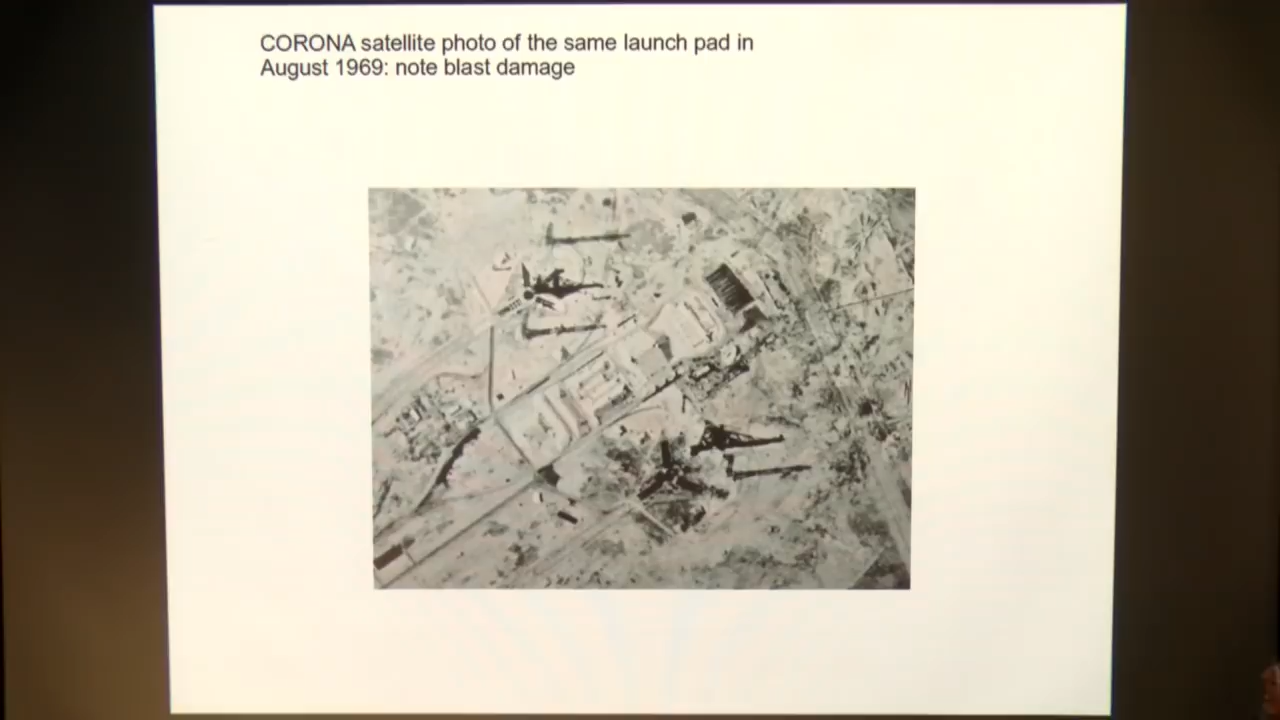 CORONA satellite photo of the same launch pad in
August 1969: note blast damage